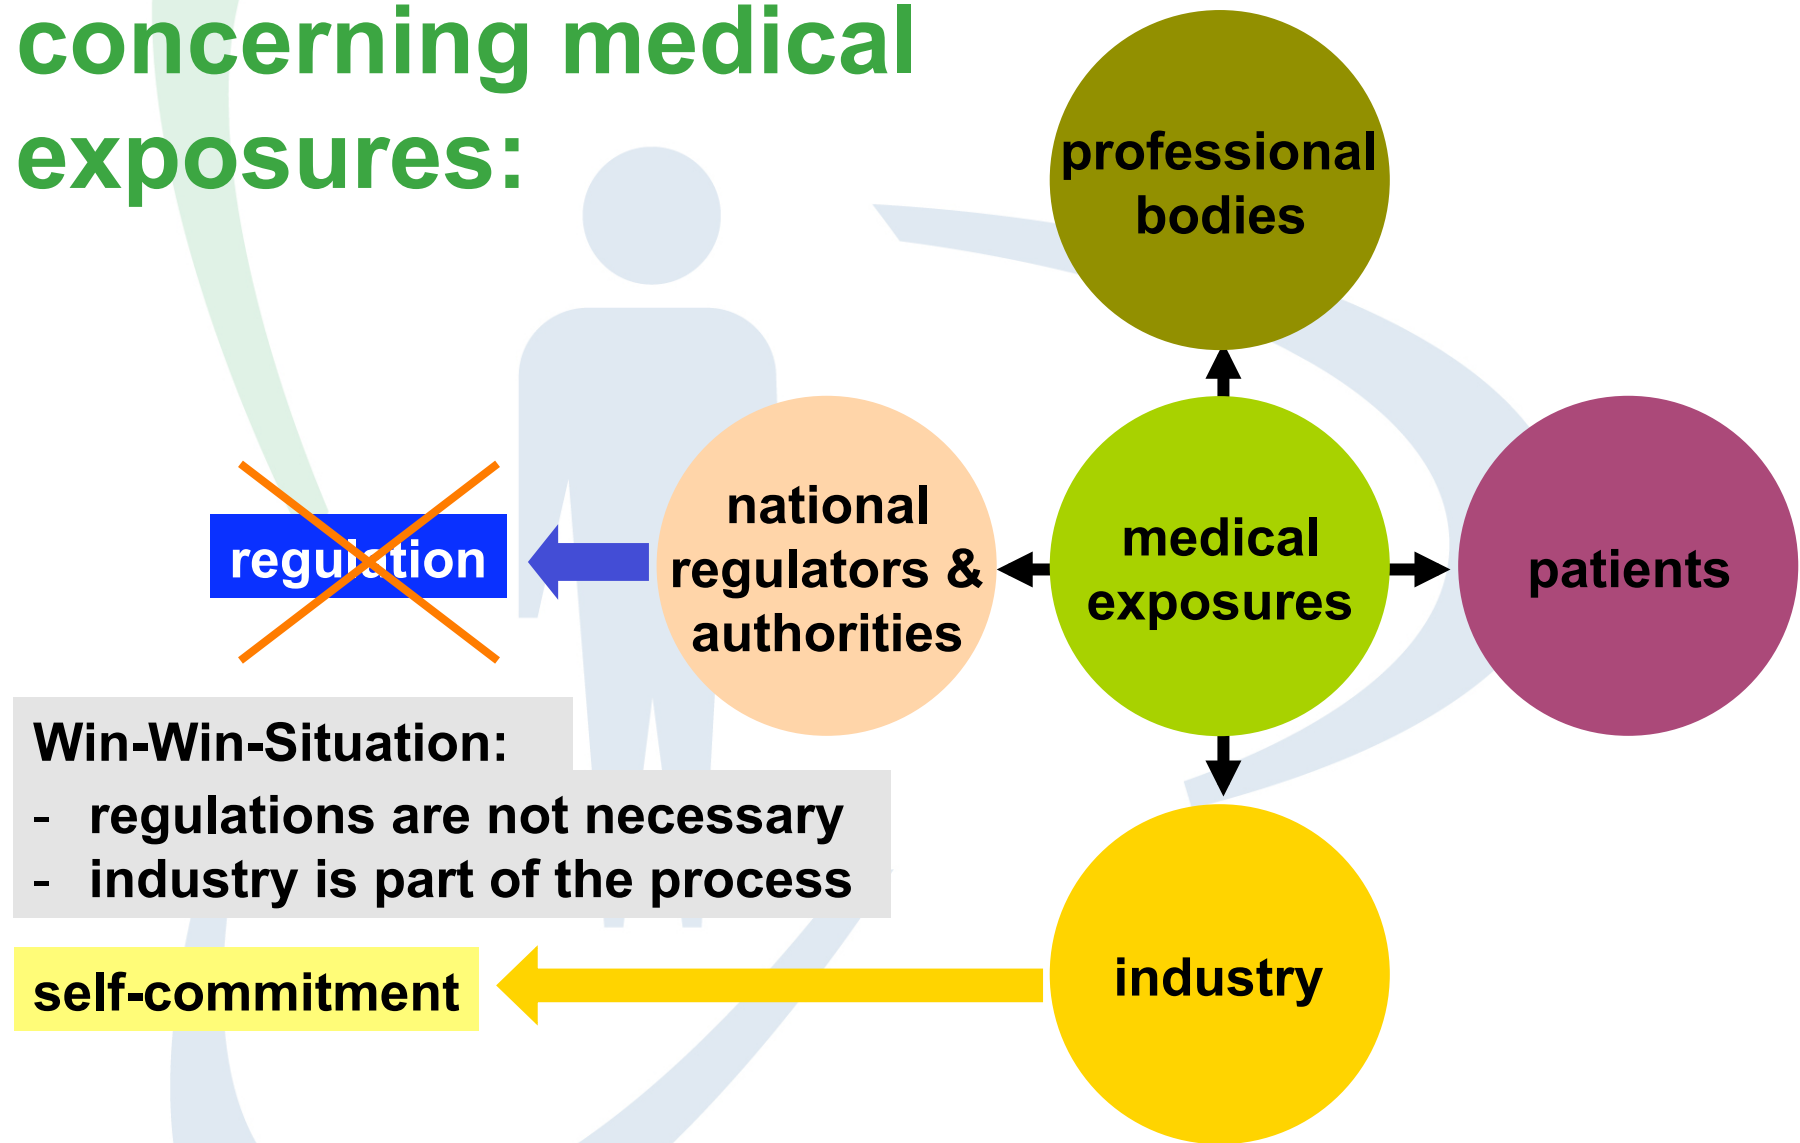 concerning medical
exposures:
professional
bodies
national
regulators &
authorities
medical
exposures
patients
regulation
Win-Win-Situation:
- regulations are not necessary
- industry is part of the process
self-commitment
industry